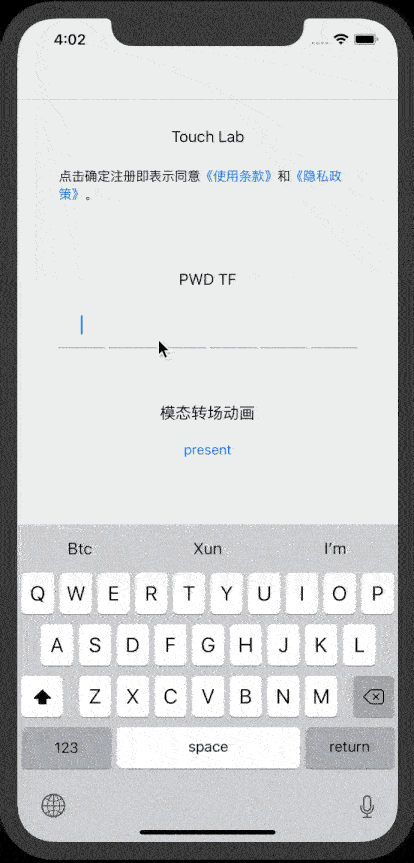 4:02
Touch Lab
点击确定注册即表示同意《使用条款》和《隐私政
策》。
PWD TF
模态转场动画
present
Btc Xun I’m
Q W E R T Y U I O P
A S D F G H J K L
Z X C V B N M
123 space return